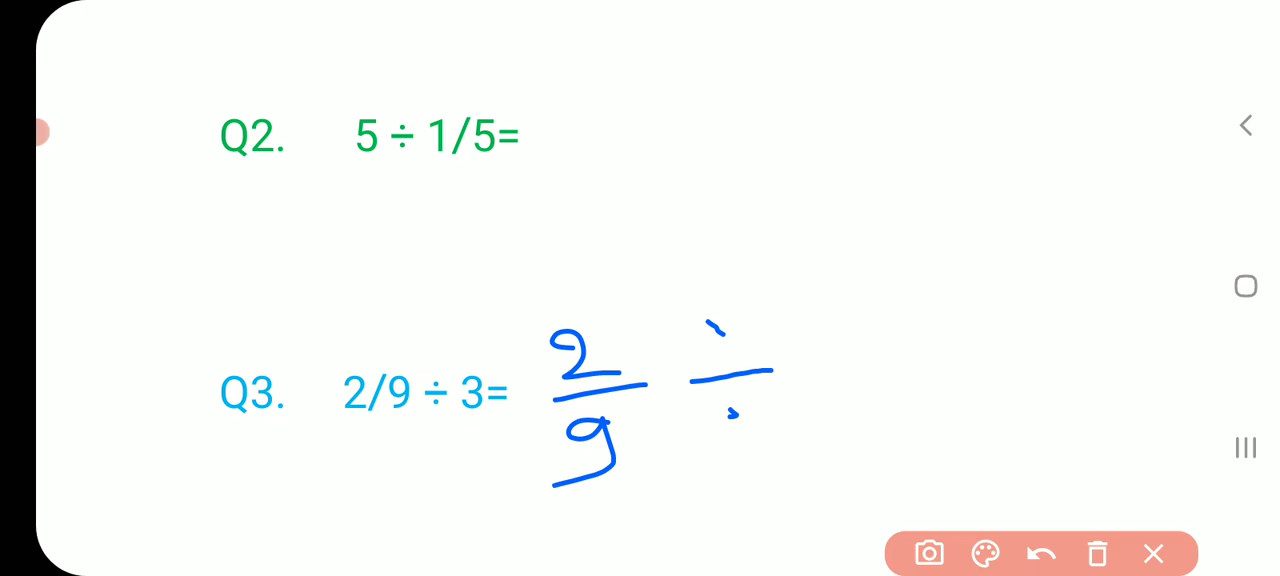 Q2. 5 ÷ 1/5=
Q3. 2/9 ÷ 3= 2/9 ÷